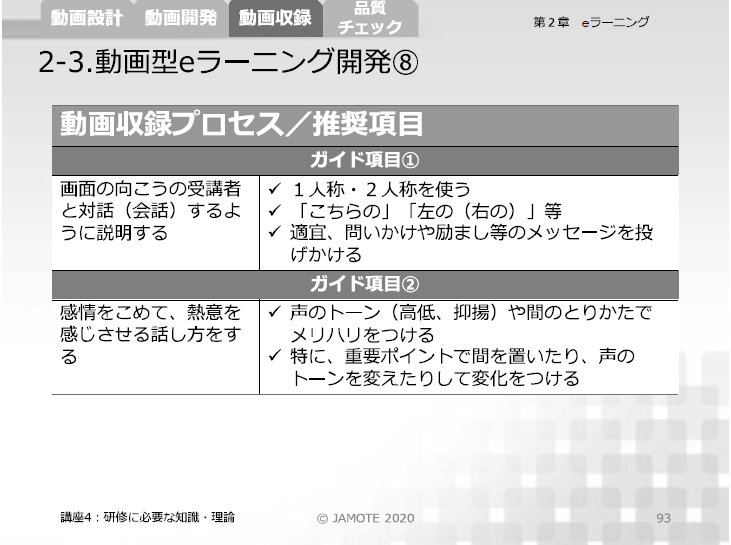 動画設計 動画開発 動画収録 品質
チェック
第2章 eラーニング
2-3.動画型eラーニング開発⑧
動画収録プロセス／推奨項目
ガイド項目①
画面の向こうの受講者
と対話（会話）するよ
うに説明する
✓ １人称・２人称を使う
✓ 「こちらの」「左の（右の）」等
✓ 適宜、問いかけや励まし等のメッセージを投
げかける
ガイド項目②
感情をこめて、熱意を
感じさせる話し方をす
る
✓ 声のトーン（高低、抑揚）や間のとりかたで
メリハリをつける
✓ 特に、重要ポイントで間を置いたり、声の
トーンを変えたりして変化をつける
講座4：研修に必要な知識・理論
© JAMOTE 2020
93